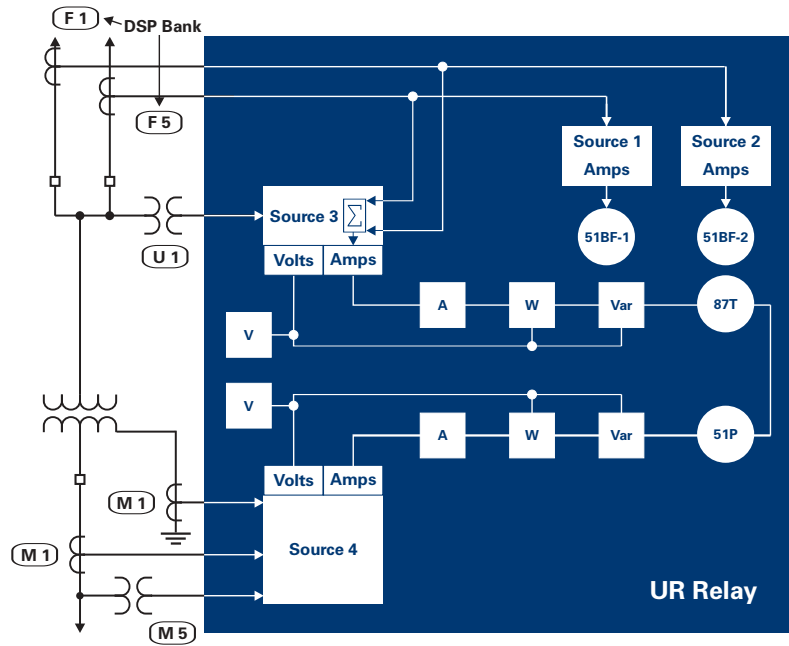 F 1
DSP Bank
F 5
Source 1
Amps
Source 2
Amps
Source 3
Σ
U 1
51BF-1
51BF-2
Volts
Amps
A
W
Var
87T
V
V
A
W
Var
51P
Volts
Amps
M 1
Source 4
M 1
UR Relay
M 5